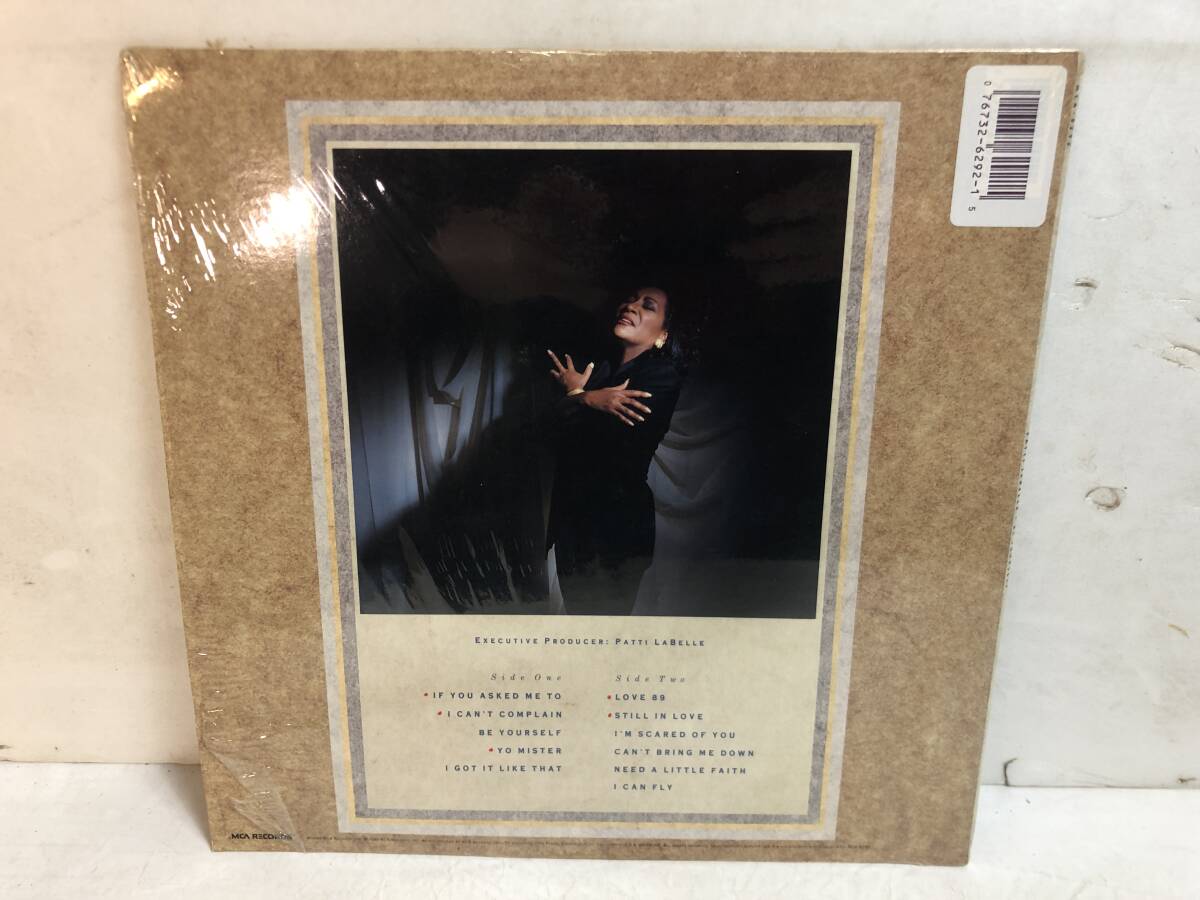 0 76732-6292-1 5
EXECUTIVE PRODUCER: PATTI LABELLE
Side One
IF YOU ASKED ME TO
I CAN'T COMPLAIN
BE YOURSELF
YO MISTER
I GOT IT LIKE THAT
Side Two
LOVE 89
STILL IN LOVE
I'M SCARED OF YOU
CAN'T BRING ME DOWN
NEED A LITTLE FAITH
I CAN FLY
MCA RECORDS